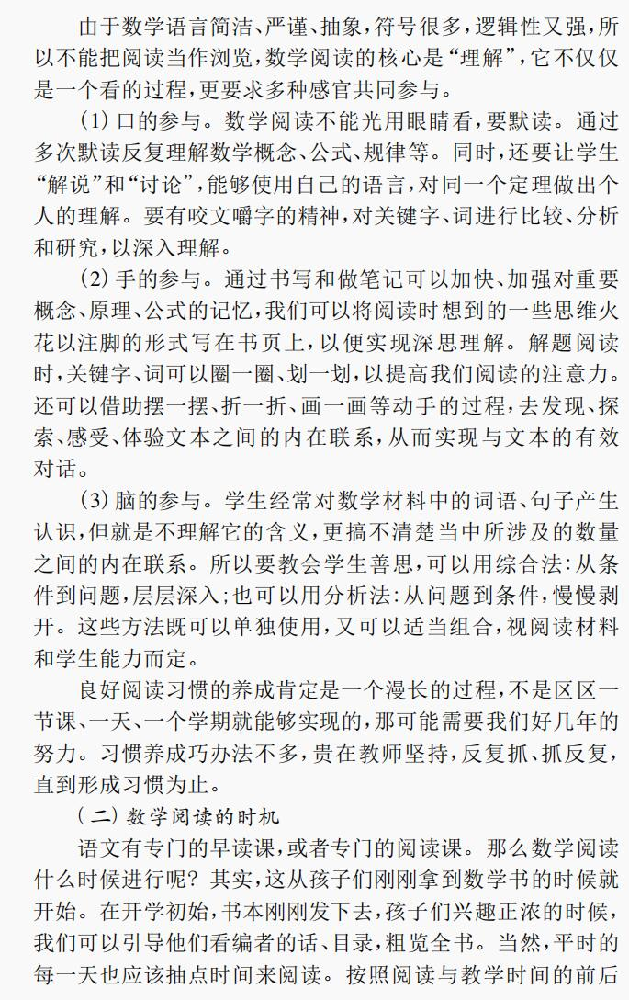 由于数学语言简洁、严谨、抽象,符号很多,逻辑性又强,所
以不能把阅读当作浏览,数学阅读的核心是“理解”,它不仅仅
是一个看的过程,更要求多种感官共同参与。
(1) 口的参与。数学阅读不能光用眼睛看,要默读。通过
多次默读反复理解数学概念、公式、规律等。同时,还要让学生
“解说”和“讨论”,能够使用自己的语言,对同一个定理做出个
人的理解。要有咬文嚼字的精神,对关键字、词进行比较、分析
和研究,以深入理解。
(2) 手的参与。通过书写和做笔记可以加快、加强对重要
概念、原理、公式的记忆,我们可以将阅读时想到的一些思维火
花以注脚的形式写在书页上,以便实现深思理解。解题阅读
时,关键字、词可以圈一圈、划一划,以提高我们阅读的注意力。
还可以借助摆一摆、折一折、画一画等动手的过程,去发现、探
索、感受、体验文本之间的内在联系,从而实现与文本的有效
对话。
(3) 脑的参与。学生经常对数学材料中的词语、句子产生
认识,但就是不理解它的含义,更搞不清楚当中所涉及的数量
之间的内在联系。所以要教会学生善思,可以用综合法:从条
件到问题,层层深入;也可以用分析法:从问题到条件,慢慢剥
开。这些方法既可以单独使用,又可以适当组合,视阅读材料
和学生能力而定。
良好阅读习惯的养成肯定是一个漫长的过程,不是区区一
节课、一天、一个学期就能够实现的,那可能需要我们好几年的
努力。习惯养成巧办法不多,贵在教师坚持,反复抓、抓反复,
直到形成习惯为止。
(二) 数学阅读的时机
语文有专门的早读课,或者专门的阅读课。那么数学阅读
什么时候进行呢? 其实,这从孩子们刚刚拿到数学书的时候就
开始。在开学初始,书本刚刚发下去,孩子们兴趣正浓的时候,
我们可以引导他们看编者的话、目录,粗览全书。当然,平时的
每一天也应该抽点时间来阅读。按照阅读与教学时间的前后